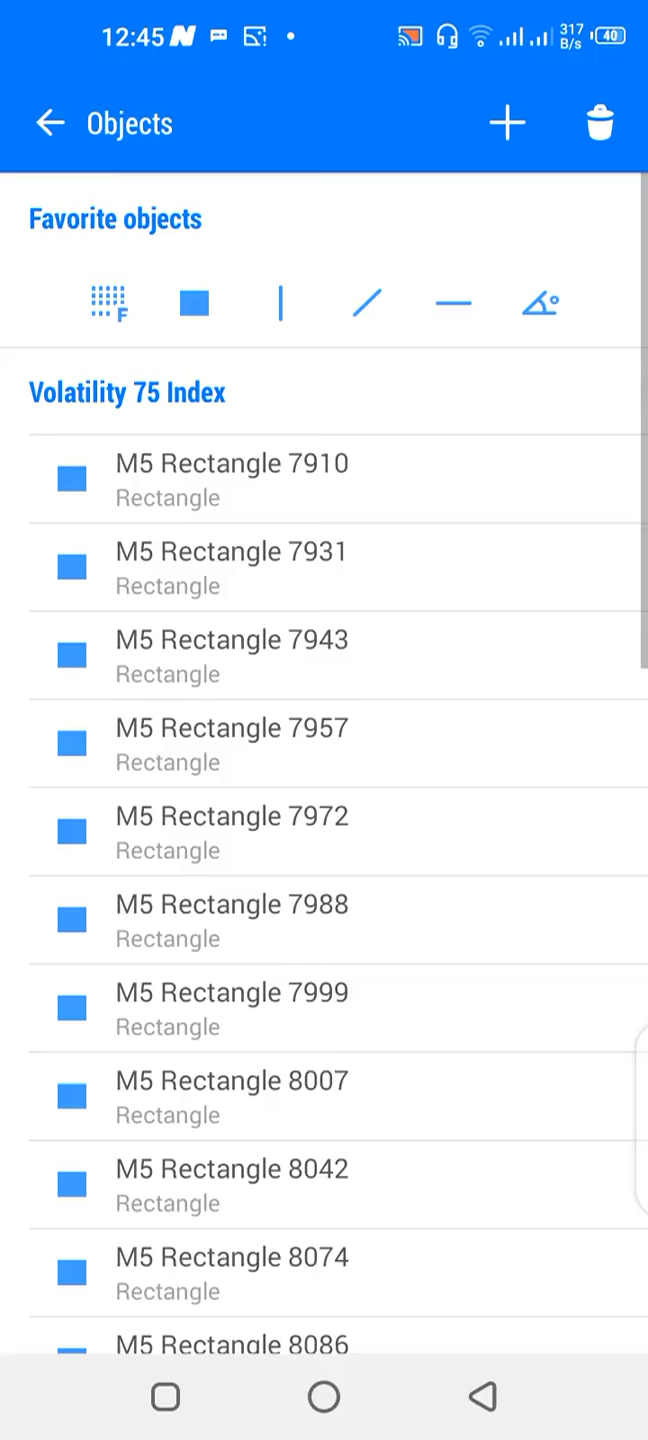 12:45 317 B/s 40
Objects
Favorite objects
F
Volatility 75 Index
M5 Rectangle 7910
Rectangle
M5 Rectangle 7931
Rectangle
M5 Rectangle 7943
Rectangle
M5 Rectangle 7957
Rectangle
M5 Rectangle 7972
Rectangle
M5 Rectangle 7988
Rectangle
M5 Rectangle 7999
Rectangle
M5 Rectangle 8007
Rectangle
M5 Rectangle 8042
Rectangle
M5 Rectangle 8074
Rectangle
M5 Rectangle 8086